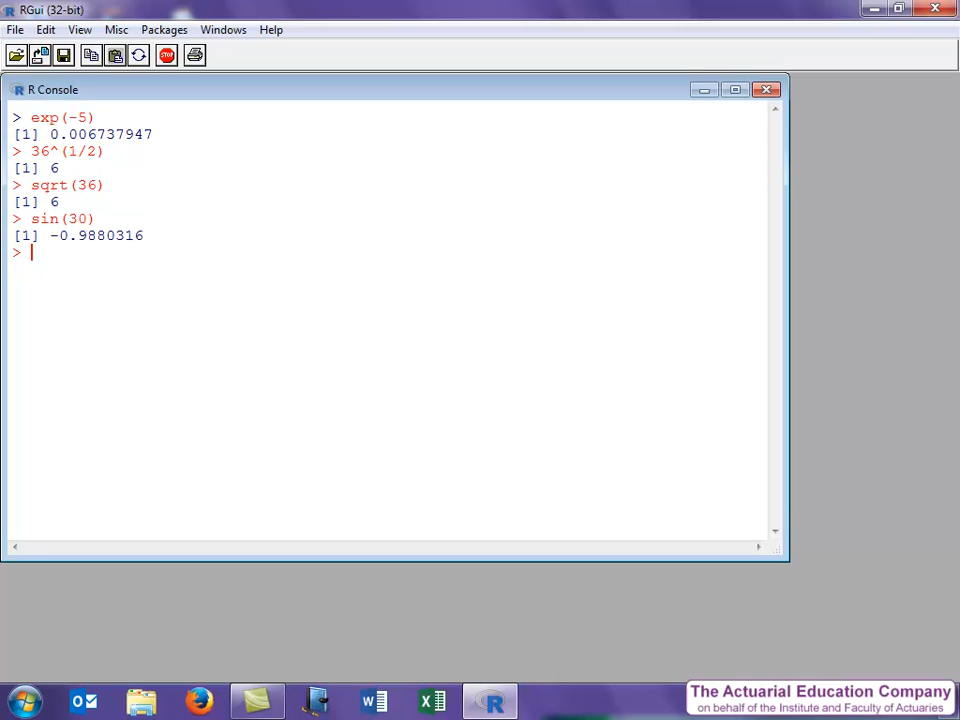 RGui (32-bit)
File Edit View Misc Packages Windows Help
STOP
R Console
> exp(-5)
[1] 0.006737947
> 36^(1/2)
[1] 6
> sqrt(36)
[1] 6
> sin(30)
[1] -0.9880316
>
The Actuarial Education Company
on behalf of the Institute and Faculty of Actuaries